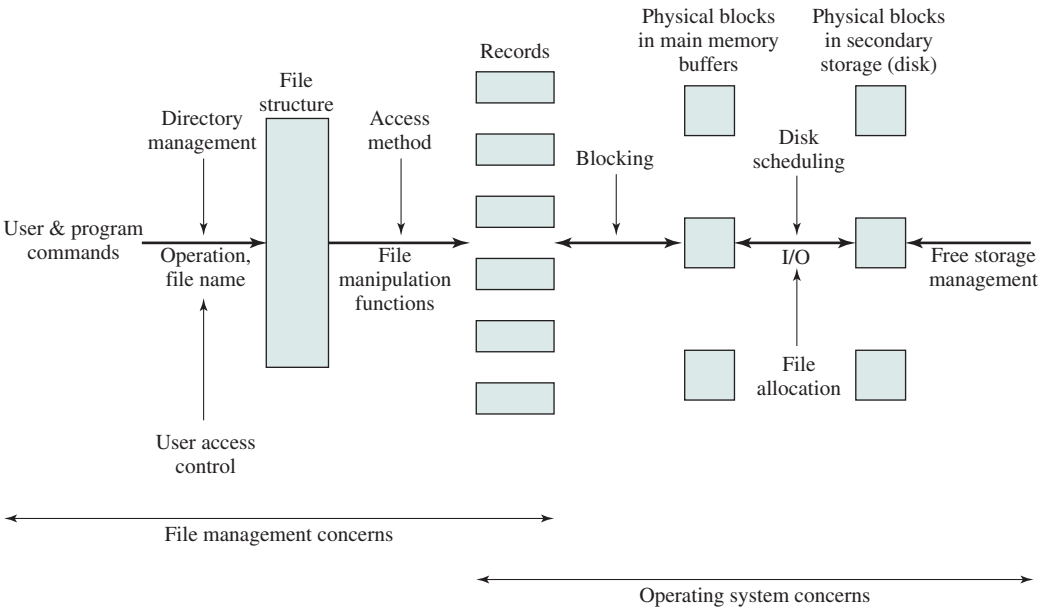 Physical blocks
in main memory
buffers
Physical blocks
in secondary
storage (disk)
Records
File
structure
Directory
management
Access
method
Disk
scheduling
Blocking
User & program
commands
Operation,
file name
File
manipulation
functions
I/O
Free storage
management
File
allocation
User access
control
File management concerns
Operating system concerns